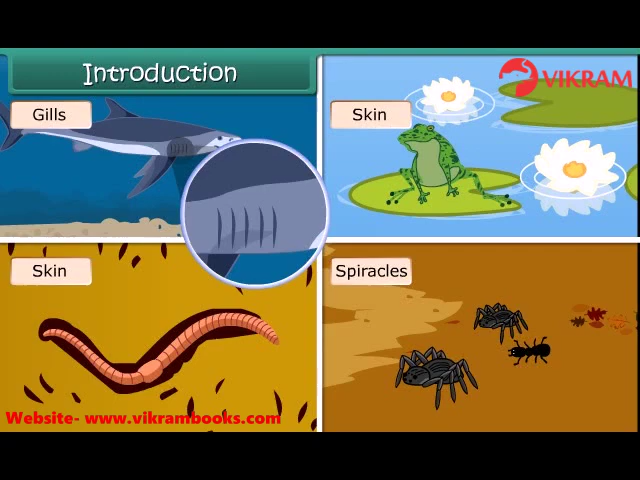 Introduction
VIKRAM
Gills
Skin
Skin
Spiracles
Website- www.vikrambooks.com